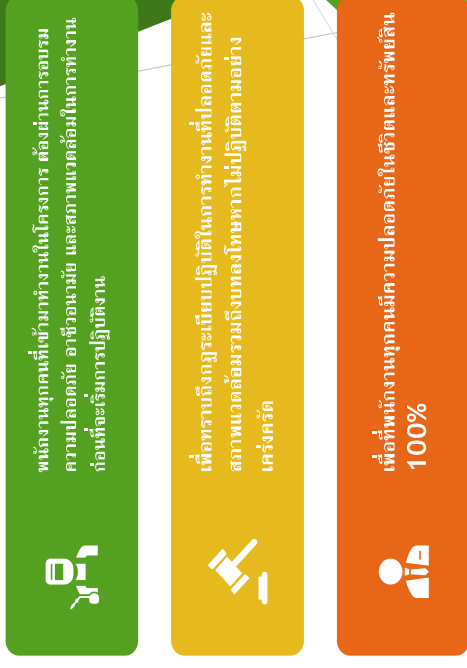 พนักงานทุกคนที่เข้ามาทำงานในโครงการ ต้องผ่านการอบรม
ความปลอดภัย อาชีวอนามัย และสภาพแวดล้อมในการทำงาน
ก่อนที่จะเริ่มการปฏิบัติงาน
เพื่อทราบถึงกฎระเบียบปฏิบัติในการทำงานที่ปลอดภัยและ
สภาพแวดล้อมรวมถึงบทลงโทษหากไม่ปฏิบัติตามอย่าง
เคร่งครัด
เพื่อที่พนักงานทุกคนมีความปลอดภัยในชีวิตและทรัพย์สิน
100%